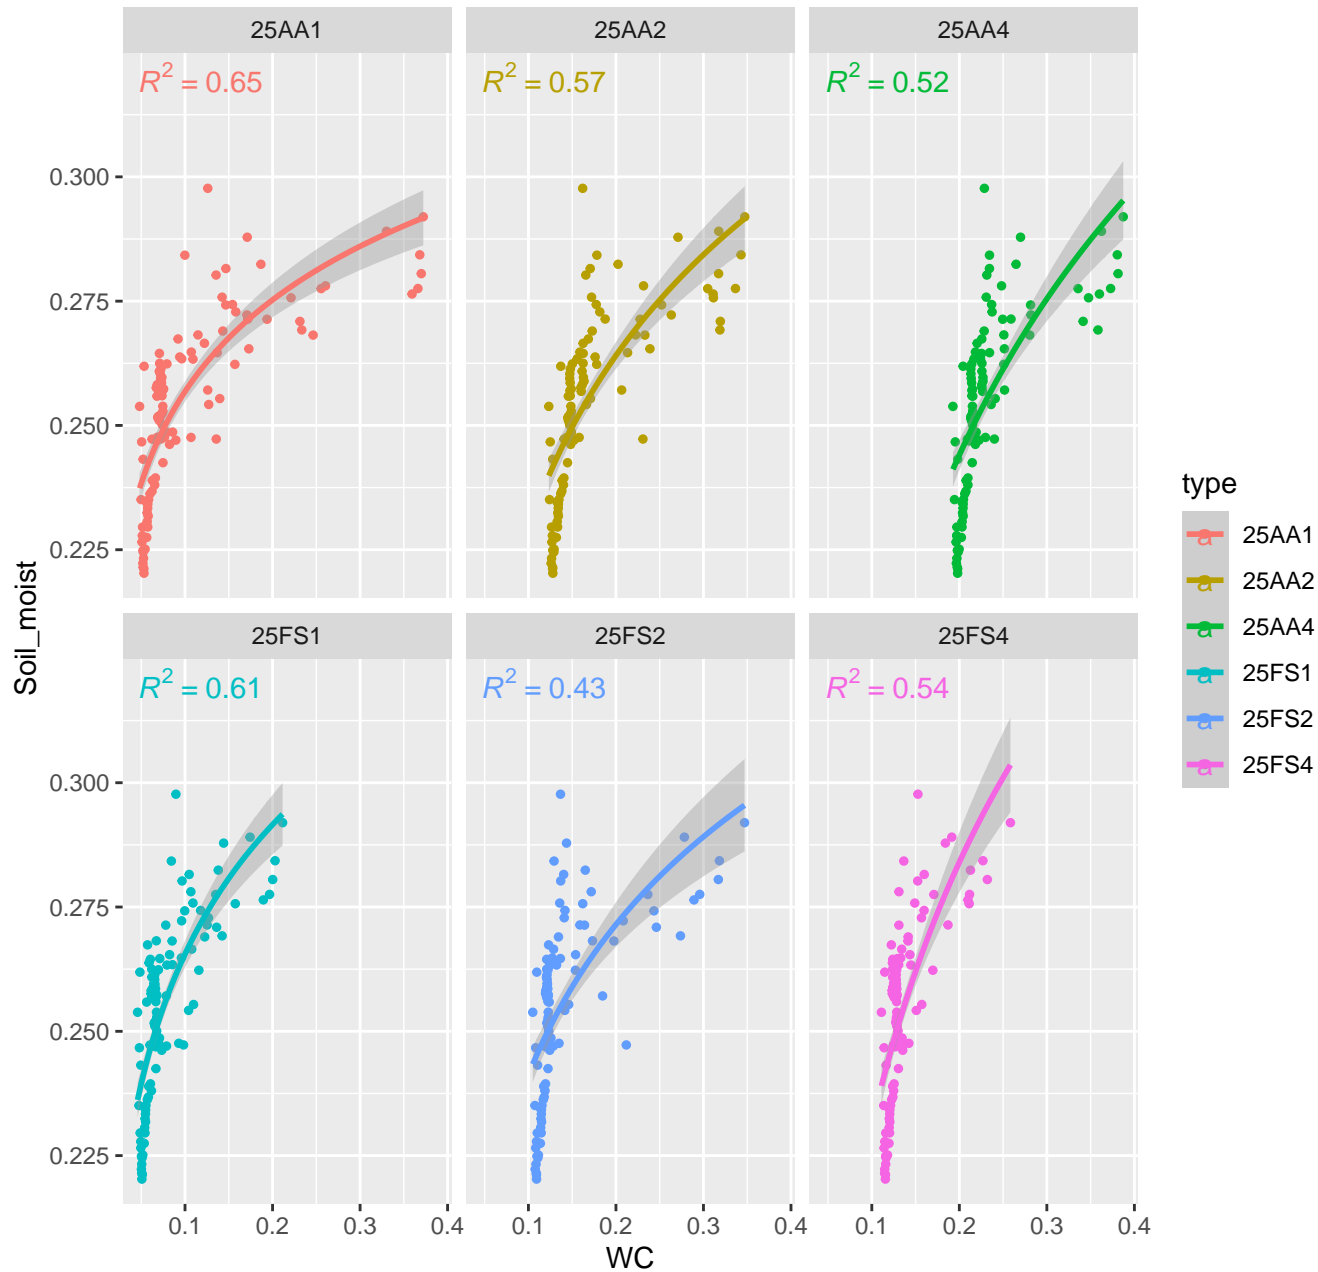 25AA1 25AA2 25AA4
R² = 0.65 R² = 0.57 R² = 0.52
0.300
0.275
0.250
0.225
25FS1 25FS2 25FS4
R² = 0.61 R² = 0.43 R² = 0.54
0.300
0.275
0.250
0.225
0.1 0.2 0.3 0.4 0.1 0.2 0.3 0.4 0.1 0.2 0.3 0.4
WC
Soil_moist
type
a 25AA1
a 25AA2
a 25AA4
a 25FS1
a 25FS2
a 25FS4